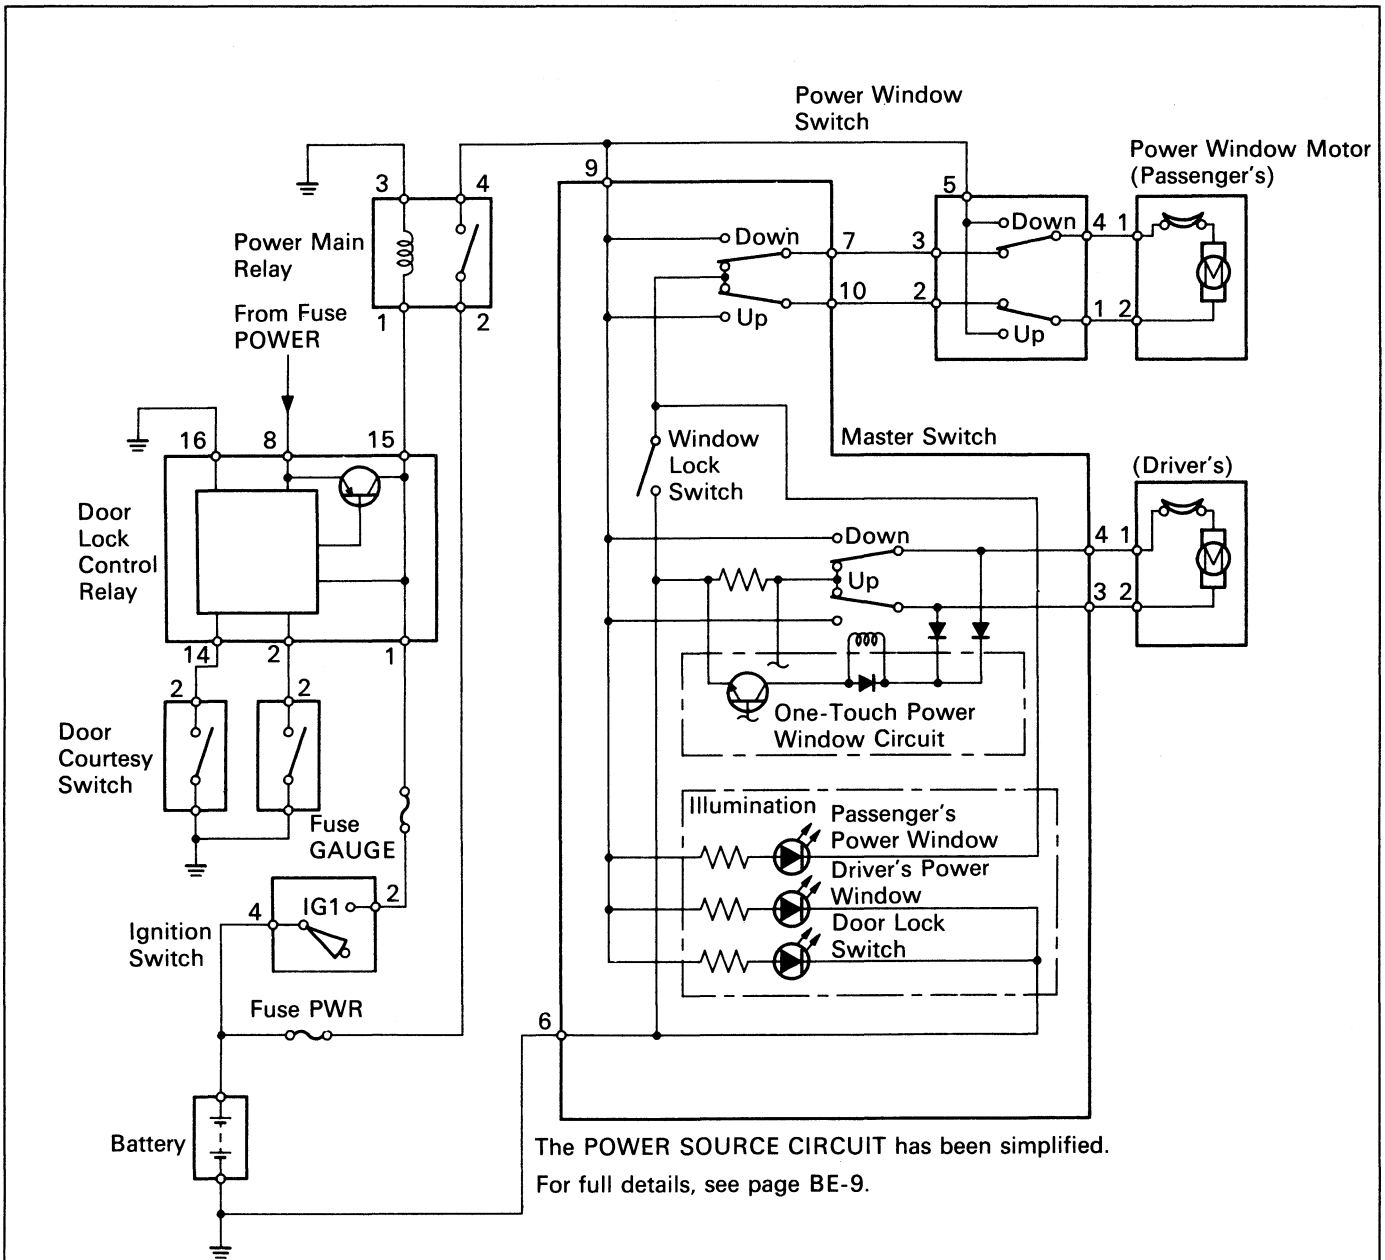 Power Window
Switch
Power Window Motor
(Passenger's)
9
3 4
5
Power Main
Relay
Down
7 3
Down
4 1
10 2
Up
1 2
Up
1 2
From Fuse
POWER
16 8 15
Window
Lock
Switch
Master Switch
(Driver's)
Door
Lock
Control
Relay
Down
4 1
Up
3 2
14 2 1
2 2
One-Touch Power
Window Circuit
Door
Courtesy
Switch
Fuse
GAUGE
Illumination
Passenger's
Power Window
Driver's Power
Window
Door Lock
Switch
4 IG1 2
Ignition
Switch
Fuse PWR
6
Battery
The POWER SOURCE CIRCUIT has been simplified.
For full details, see page BE-9.